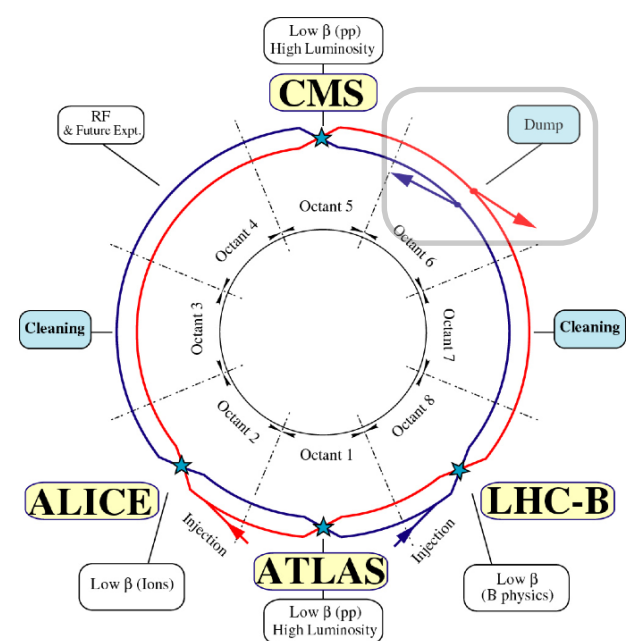 Low β (pp)
High Luminosity
CMS
RF
& Future Expt.
Dump
Octant 5
Octant 4
Octant 6
Octant 3
Octant 7
Cleaning
Cleaning
Octant 2
Octant 8
Octant 1
ALICE
LHC-B
Injection
Injection
ATLAS
Low β (Ions)
Low β
(B physics)
Low β (pp)
High Luminosity